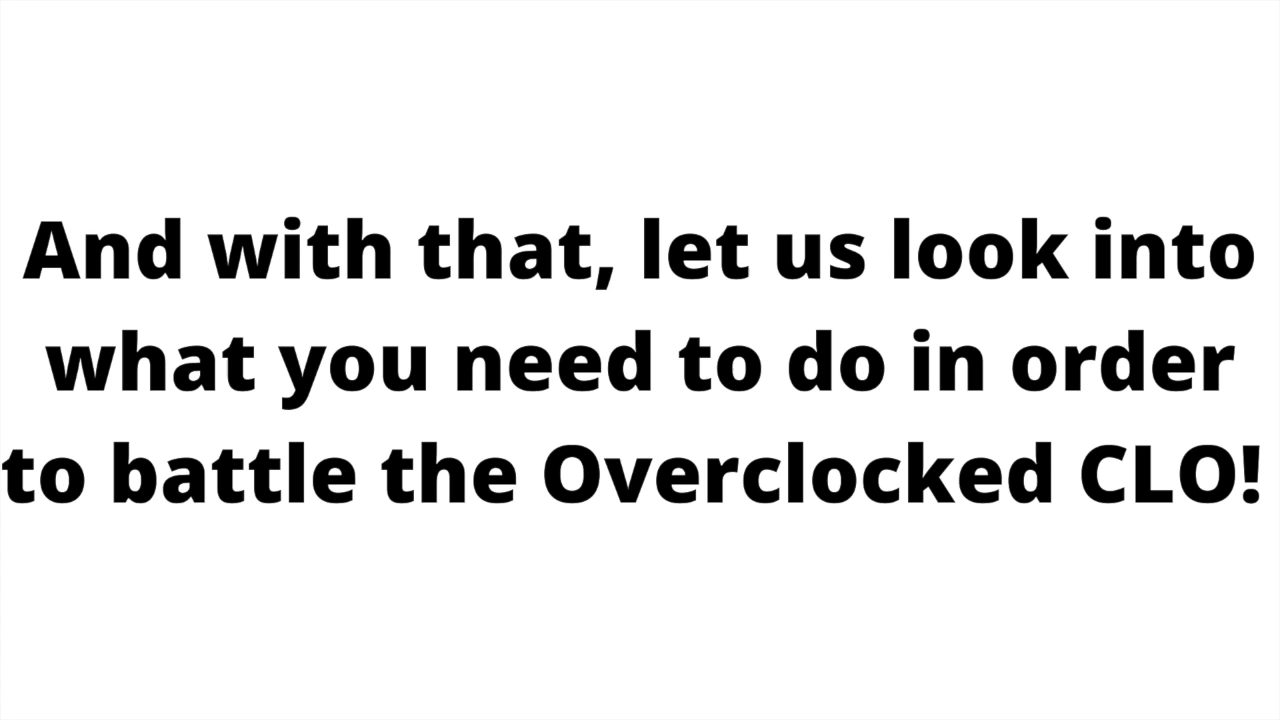 And with that, let us look into
what you need to do in order
to battle the Overclocked CLO!